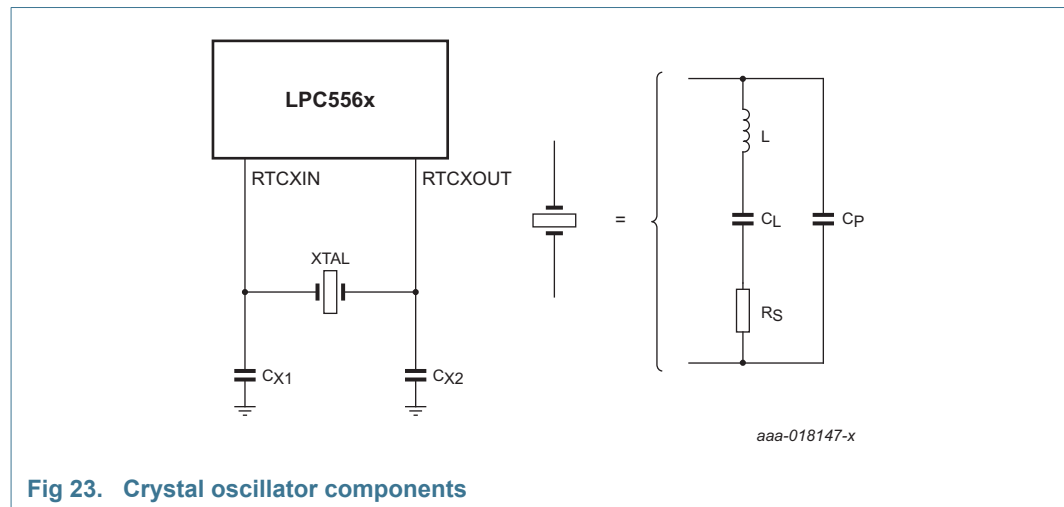 LPC556x
RTCXIN
RTCXOUT
XTAL
CX1
CX2
=
L
CL
CP
RS
aaa-018147-x
Fig 23. Crystal oscillator components